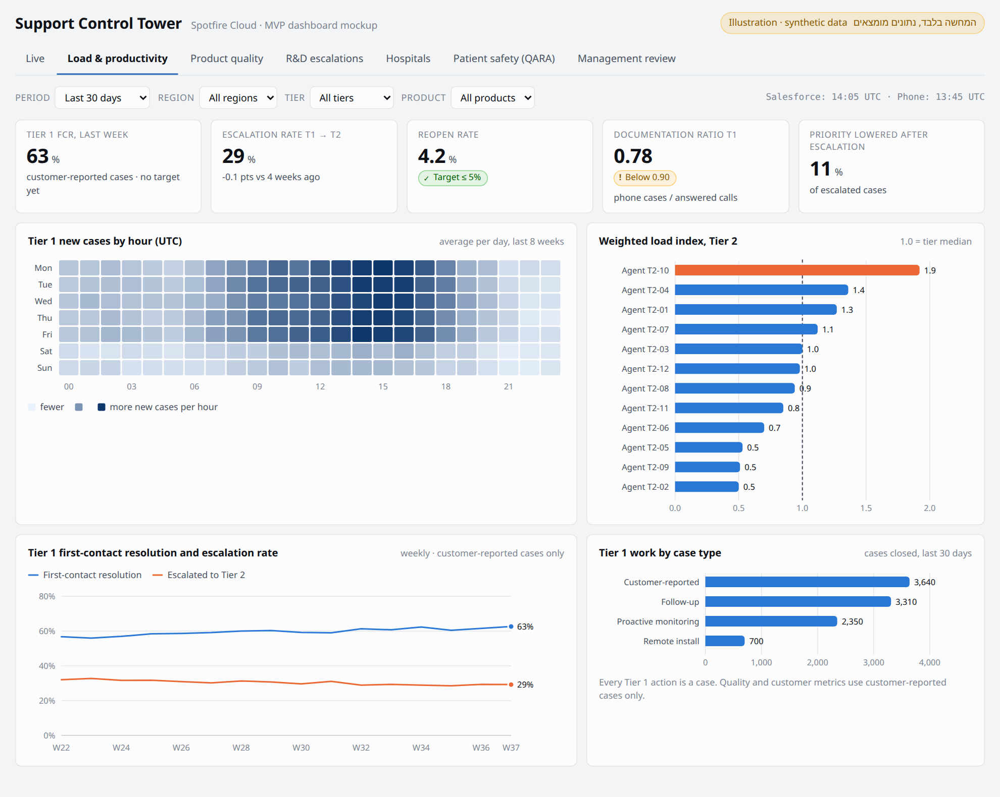 Support Control Tower
Spotfire Cloud · MVP dashboard mockup
Illustration · synthetic data המחשה בלבד, נתונים מומצאים
Live
Load & productivity
Product quality
R&D escalations
Hospitals
Patient safety (QARA)
Management review
PERIOD Last 30 days
REGION All regions
TIER All tiers
PRODUCT All products
Salesforce: 14:05 UTC · Phone: 13:45 UTC
TIER 1 FCR, LAST WEEK
63 %
customer-reported cases · no target
yet
ESCALATION RATE T1 → T2
29 %
-0.1 pts vs 4 weeks ago
REOPEN RATE
4.2 %
✓ Target ≤ 5%
DOCUMENTATION RATIO T1
0.78
! Below 0.90
phone cases / answered calls
PRIORITY LOWERED AFTER
ESCALATION
11 %
of escalated cases
Tier 1 new cases by hour (UTC)
average per day, last 8 weeks
Mon
Tue
Wed
Thu
Fri
Sat
Sun
00 03 06 09 12 15 18 21
fewer
more new cases per hour
Weighted load index, Tier 2
1.0 = tier median
Agent T2-10 1.9
Agent T2-04 1.4
Agent T2-01 1.3
Agent T2-07 1.1
Agent T2-03 1.0
Agent T2-12 1.0
Agent T2-08 0.9
Agent T2-11 0.8
Agent T2-06 0.7
Agent T2-05 0.5
Agent T2-09 0.5
Agent T2-02 0.5
0.0 0.5 1.0 1.5 2.0
Tier 1 first-contact resolution and escalation rate
weekly · customer-reported cases only
First-contact resolution
Escalated to Tier 2
80%
60%
40%
20%
0%
63%
29%
W22 W24 W26 W28 W30 W32 W34 W36 W37
Tier 1 work by case type
cases closed, last 30 days
Customer-reported 3,640
Follow-up 3,310
Proactive monitoring 2,350
Remote install 700
0 1,000 2,000 3,000 4,000
Every Tier 1 action is a case. Quality and customer metrics use customer-reported
cases only.